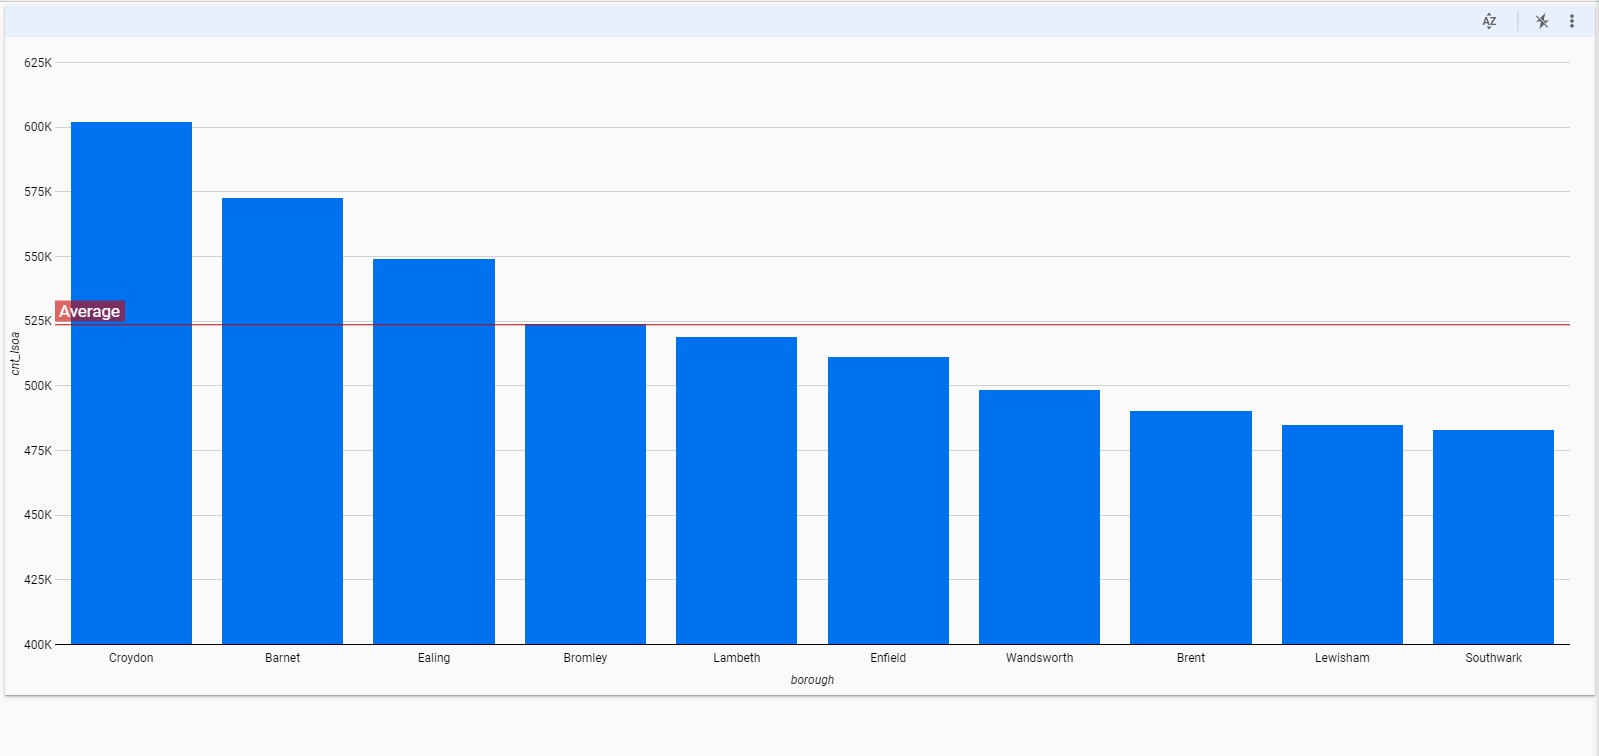 AZ
625K
600K
575K
550K
Average
525K
cnt_lsoa
500K
475K
450K
425K
400K
Croydon Barnet Ealing Bromley Lambeth Enfield Wandsworth Brent Lewisham Southwark
borough